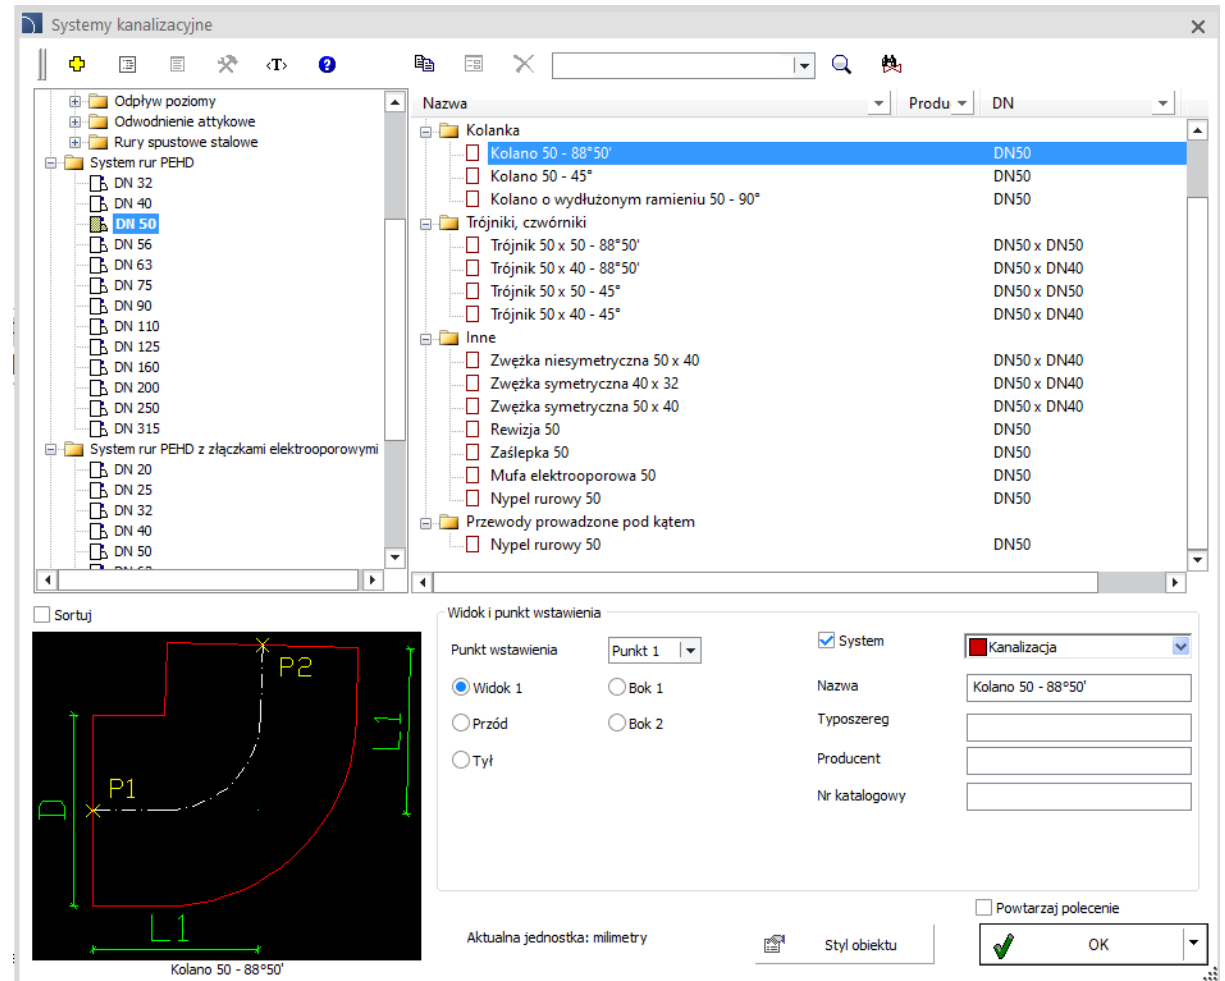 Systemy kanalizacyjne
‹T›
?
Odpływ poziomy
Odwodnienie attykowe
Rury spustowe stalowe
System rur PEHD
DN 32
DN 40
DN 50
DN 56
DN 63
DN 75
DN 90
DN 110
DN 125
DN 160
DN 200
DN 250
DN 315
System rur PEHD z złączkami elektrooporowymi
DN 20
DN 25
DN 32
DN 40
DN 50
DN 63
Nazwa Produ DN
Kolanka
Kolano 50 - 88°50' DN50
Kolano 50 - 45° DN50
Kolano o wydłużonym ramieniu 50 - 90° DN50
Trójniki, czwórniki
Trójnik 50 x 50 - 88°50' DN50 x DN50
Trójnik 50 x 40 - 88°50' DN50 x DN40
Trójnik 50 x 50 - 45° DN50 x DN50
Trójnik 50 x 40 - 45° DN50 x DN40
Inne
Zwężka niesymetryczna 50 x 40 DN50 x DN40
Zwężka symetryczna 40 x 32 DN50 x DN40
Zwężka symetryczna 50 x 40 DN50 x DN40
Rewizja 50 DN50
Zaślepka 50 DN50
Mufa elektrooporowa 50 DN50
Nypel rurowy 50 DN50
Przewody prowadzone pod kątem
Nypel rurowy 50 DN50
Sortuj
P2
L1
P1
D
L1
Kolano 50 - 88°50'
Widok i punkt wstawienia
Punkt wstawienia Punkt 1
Widok 1 Bok 1
Przód Bok 2
Tył
System Kanalizacja
Nazwa Kolano 50 - 88°50'
Typoszereg
Producent
Nr katalogowy
Aktualna jednostka: milimetry
Styl obiektu
Powtarzaj polecenie
OK